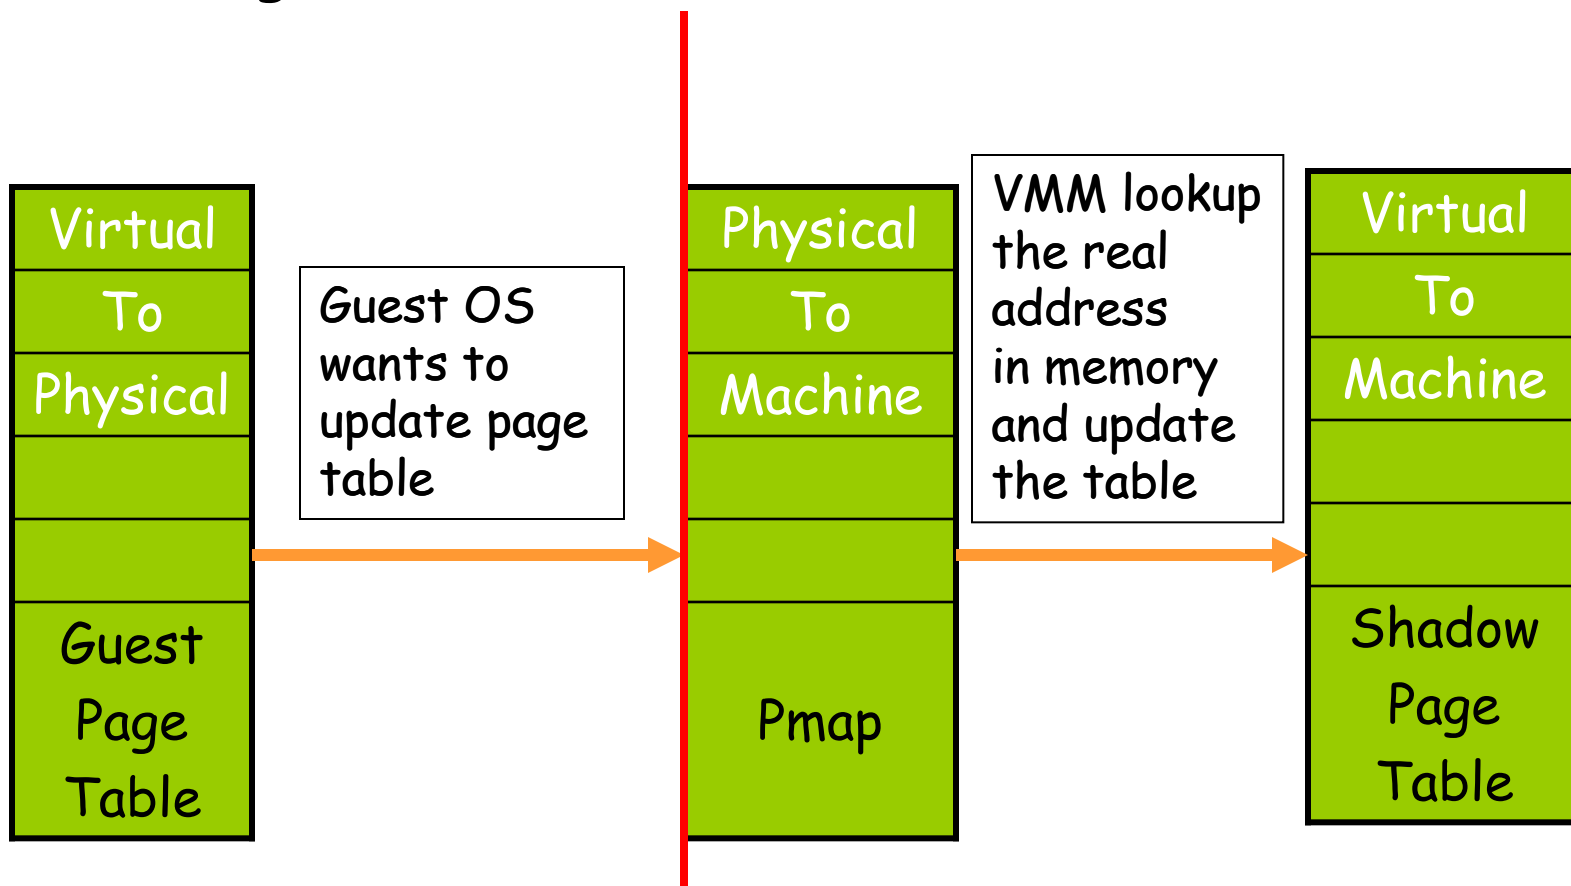 Virtual
To
Physical
Guest
Page
Table
Guest OS
wants to
update page
table
Physical
To
Machine
Pmap
VMM lookup
the real
address
in memory
and update
the table
Virtual
To
Machine
Shadow
Page
Table